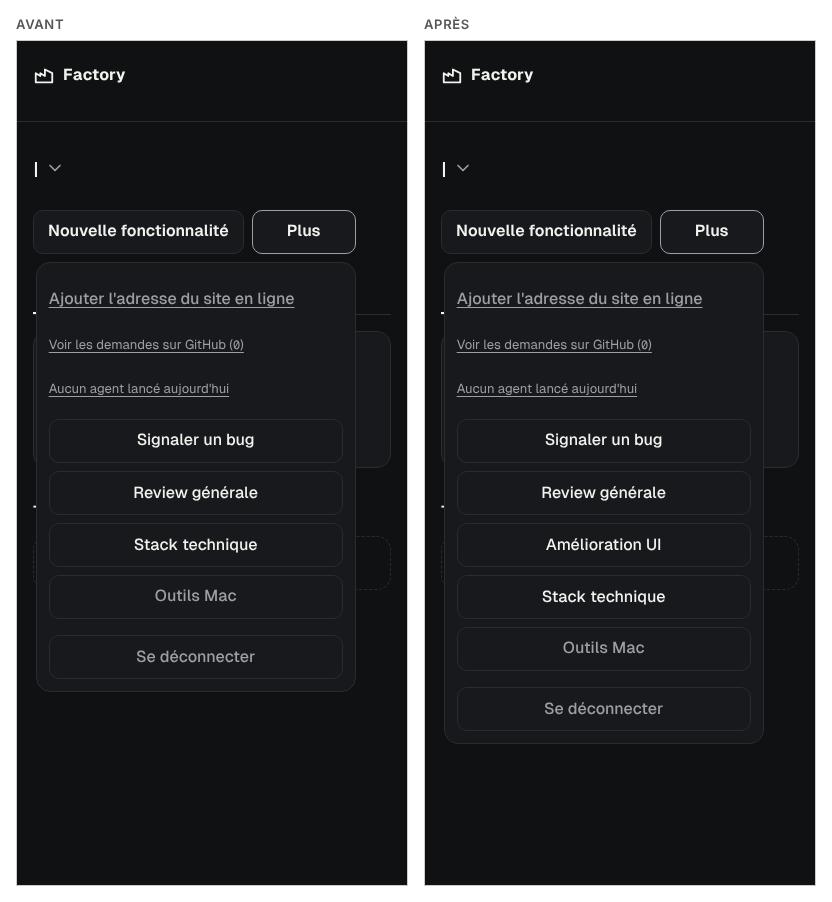 AVANT
Factory
Nouvelle fonctionnalité
Plus
Ajouter l'adresse du site en ligne
Voir les demandes sur GitHub (0)
Aucun agent lancé aujourd'hui
Signaler un bug
Review générale
Stack technique
Outils Mac
Se déconnecter
APRÈS
Factory
Nouvelle fonctionnalité
Plus
Ajouter l'adresse du site en ligne
Voir les demandes sur GitHub (0)
Aucun agent lancé aujourd'hui
Signaler un bug
Review générale
Amélioration UI
Stack technique
Outils Mac
Se déconnecter